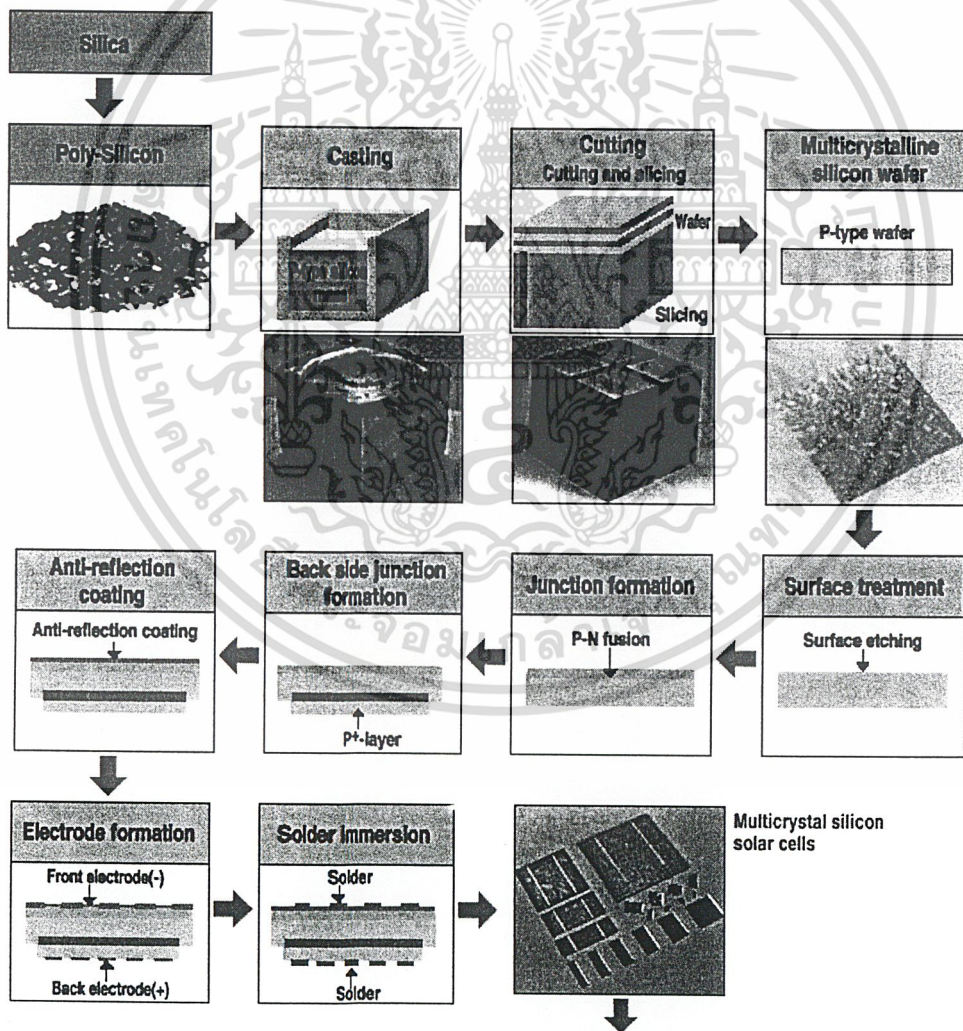 Silica
Poly-Silicon
Casting
Cutting
Cutting and slicing
Multicrystalline
silicon wafer
Wafer
Slicing
P-type wafer
Anti-reflection
coating
Anti-reflection coating
Back side junction
formation
P+-layer
Junction formation
P-N fusion
Surface treatment
Surface etching
Electrode formation
Front electrode(-)
Back electrode(+)
Solder immersion
Solder
Solder
Multicrystal silicon
solar cells